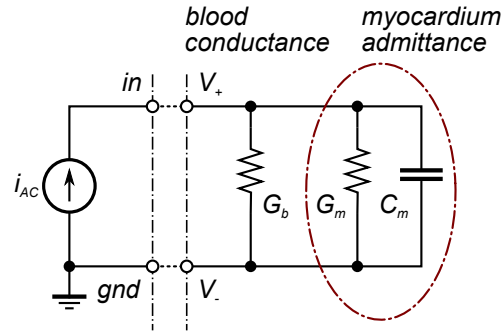 blood
conductance
myocardium
admittance
in
V+
iAC
Gb
Gm
Cm
gnd
V-